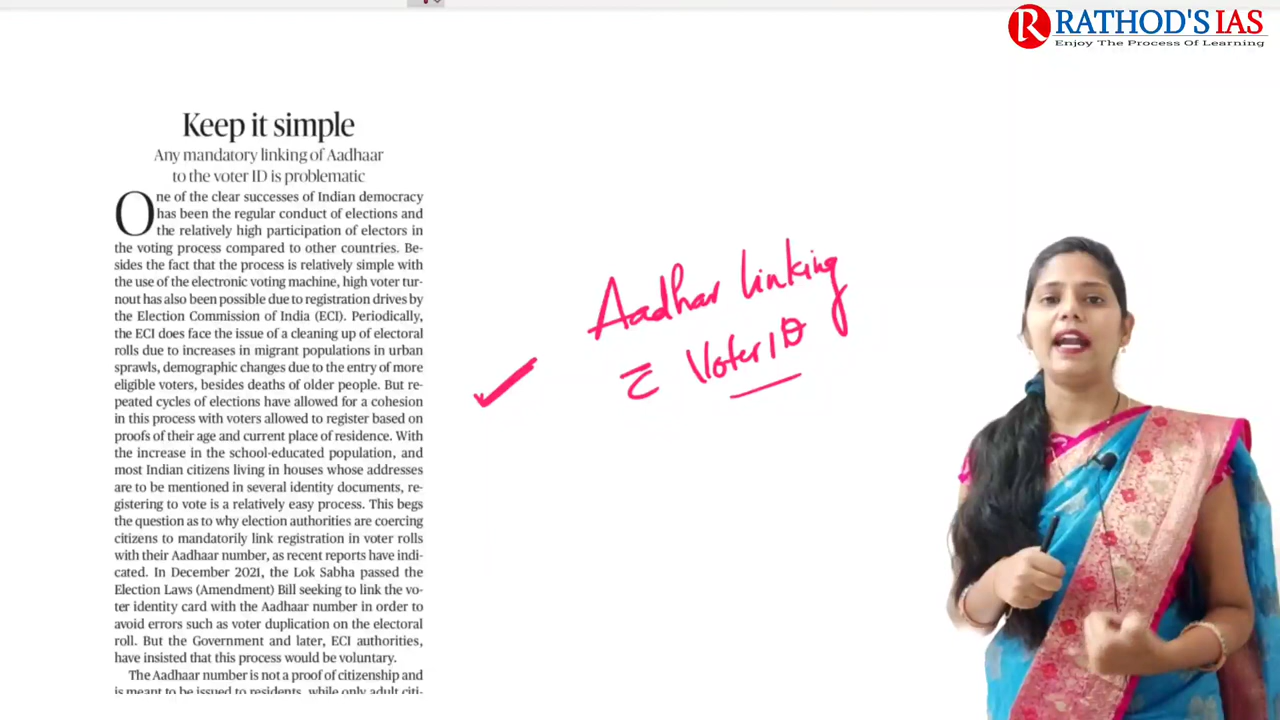 RATHOD'S IAS
Enjoy The Process Of Learning
Keep it simple
Any mandatory linking of Aadhaar
to the voter ID is problematic
One of the clear successes of Indian democracy
has been the regular conduct of elections and
the relatively high participation of electors in
the voting process compared to other countries. Be-
sides the fact that the process is relatively simple with
the use of the electronic voting machine, high voter tur-
nout has also been possible due to registration drives by
the Election Commission of India (ECI). Periodically,
the ECI does face the issue of a cleaning up of electoral
rolls due to increases in migrant populations in urban
sprawls, demographic changes due to the entry of more
eligible voters, besides deaths of older people. But re-
peated cycles of elections have allowed for a cohesion
in this process with voters allowed to register based on
proofs of their age and current place of residence. With
the increase in the school-educated population, and
most Indian citizens living in houses whose addresses
are to be mentioned in several identity documents, re-
gistering to vote is a relatively easy process. This begs
the question as to why election authorities are coercing
citizens to mandatorily link registration in voter rolls
with their Aadhaar number, as recent reports have indi-
cated. In December 2021, the Lok Sabha passed the
Election Laws (Amendment) Bill seeking to link the vo-
ter identity card with the Aadhaar number in order to
avoid errors such as voter duplication on the electoral
roll. But the Government and later, ECI authorities,
have insisted that this process would be voluntary.
The Aadhaar number is not a proof of citizenship and
is meant to be issued to residents, while only adult citi-
Aadhar linking
Voter ID